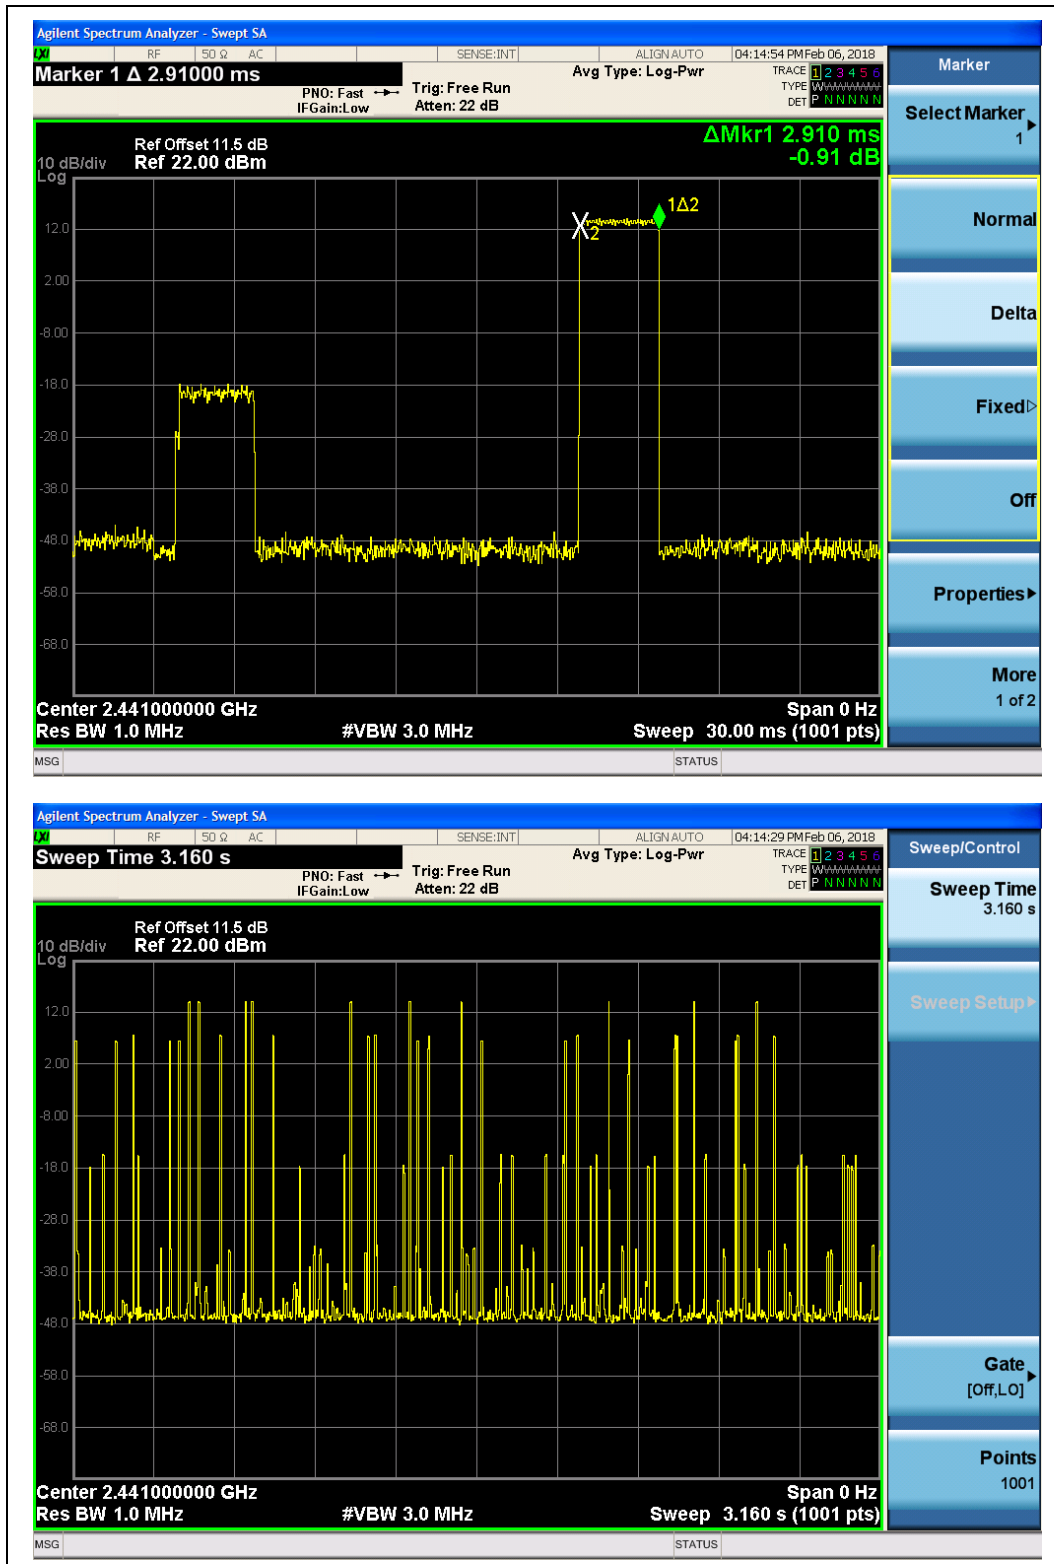 Agilent Spectrum Analyzer - Swept SA
LXI RF 50 Ω AC SENSE:INT ALIGN AUTO 04:14:54 PM Feb 06, 2018
Marker 1 Δ 2.91000 ms
PNO: Fast
IFGain:Low
Trig: Free Run
Atten: 22 dB
Avg Type: Log-Pwr
TRACE 1 2 3 4 5 6
TYPE
DET P N N N N N
Marker
Select Marker
1
Normal
Delta
Fixed
Off
Properties
More
1 of 2
ΔMkr1 2.910 ms
-0.91 dB
Ref Offset 11.5 dB
10 dB/div Ref 22.00 dBm
Log
1Δ2
2
12.0
2.00
-8.00
-18.0
-28.0
-38.0
-48.0
-58.0
-68.0
Center 2.441000000 GHz Span 0 Hz
Res BW 1.0 MHz #VBW 3.0 MHz Sweep 30.00 ms (1001 pts)
MSG STATUS
Agilent Spectrum Analyzer - Swept SA
LXI RF 50 Ω AC SENSE:INT ALIGN AUTO 04:14:29 PM Feb 06, 2018
Sweep Time 3.160 s
PNO: Fast
IFGain:Low
Trig: Free Run
Atten: 22 dB
Avg Type: Log-Pwr
TRACE 1 2 3 4 5 6
TYPE
DET P N N N N N
Sweep/Control
Sweep Time
3.160 s
Sweep Setup
Gate
[Off,LO]
Points
1001
Ref Offset 11.5 dB
10 dB/div Ref 22.00 dBm
Log
12.0
2.00
-8.00
-18.0
-28.0
-38.0
-48.0
-58.0
-68.0
Center 2.441000000 GHz Span 0 Hz
Res BW 1.0 MHz #VBW 3.0 MHz Sweep 3.160 s (1001 pts)
MSG STATUS